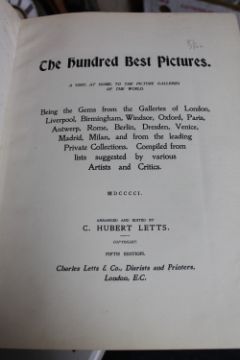 The Hundred Best Pictures.
A VISIT AT HOME, TO THE PICTURE GALLERIES
OF THE WORLD.
Being the Gems from the Galleries of London,
Liverpool, Birmingham, Windsor, Oxford, Paris,
Antwerp, Rome, Berlin, Dresden, Venice,
Madrid, Milan, and from the leading
Private Collections. Compiled from
lists suggested by various
Artists and Critics.
MDCCCCI.
ARRANGED AND EDITED BY
C. HUBERT LETTS.
COPYRIGHT.
FIFTH EDITION.
Charles Letts & Co., Diarists and Printers.
London, E.C.